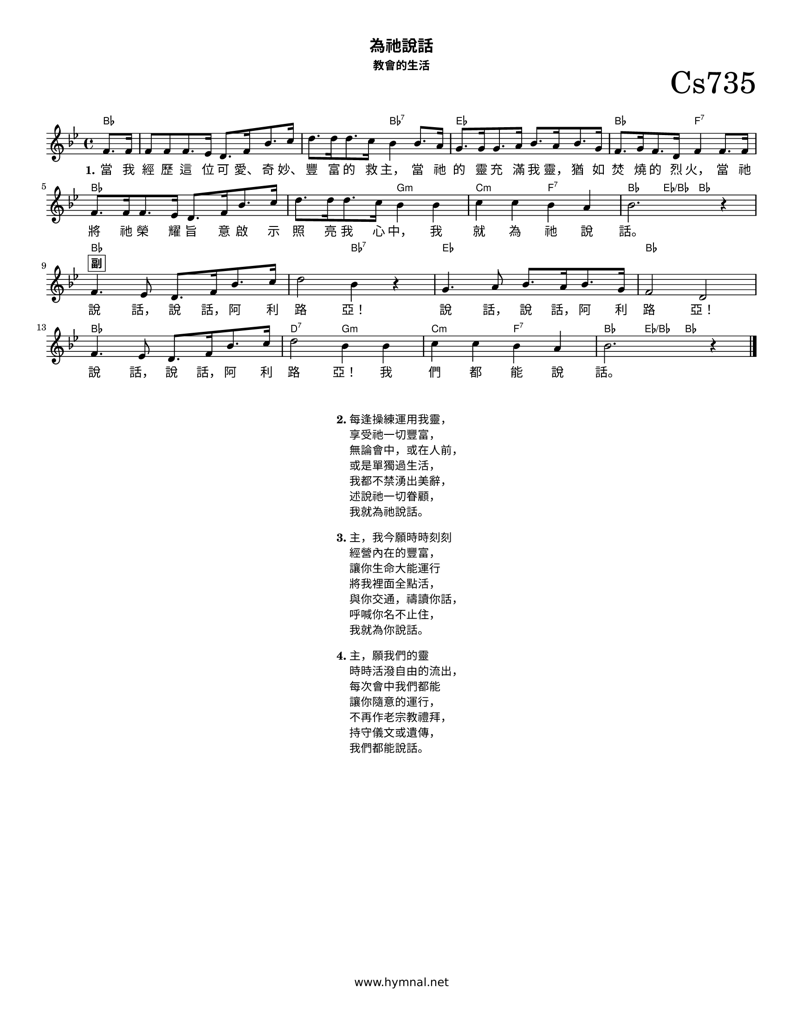 為祂說話
教會的生活
Cs735
B♭ B♭7 E♭ B♭ F7
1. 當 我 經 歷 這 位 可 愛、 奇 妙、 豐 富 的 救 主， 當 祂 的 靈 充 滿 我 靈， 猶 如 焚 燒 的 烈 火， 當 祂
5 B♭ Gm Cm F7 B♭ E♭/B♭ B♭
將 祂 榮 耀 旨 意 啟 示 照 亮 我 心 中， 我 就 為 祂 說 話。
9 B♭ B♭7 E♭ B♭
副
說 話， 說 話， 阿 利 路 亞！ 說 話， 說 話， 阿 利 路 亞！
13 B♭ D7 Gm Cm F7 B♭ E♭/B♭ B♭
說 話， 說 話， 阿 利 路 亞！ 我 們 都 能 說 話。
2. 每逢操練運用我靈，
享受祂一切豐富，
無論會中，或在人前，
或是單獨過生活，
我都不禁湧出美辭，
述說祂一切眷顧，
我就為祂說話。
3. 主，我今願時時刻刻
經營內在的豐富，
讓你生命大能運行
將我裡面全點活，
與你交通，禱讀你話，
呼喊你名不止住，
我就為你說話。
4. 主，願我們的靈
時時活潑自由的流出，
每次會中我們都能
讓你隨意的運行，
不再作老宗教禮拜，
持守儀文或遺傳，
我們都能說話。
www.hymnal.net